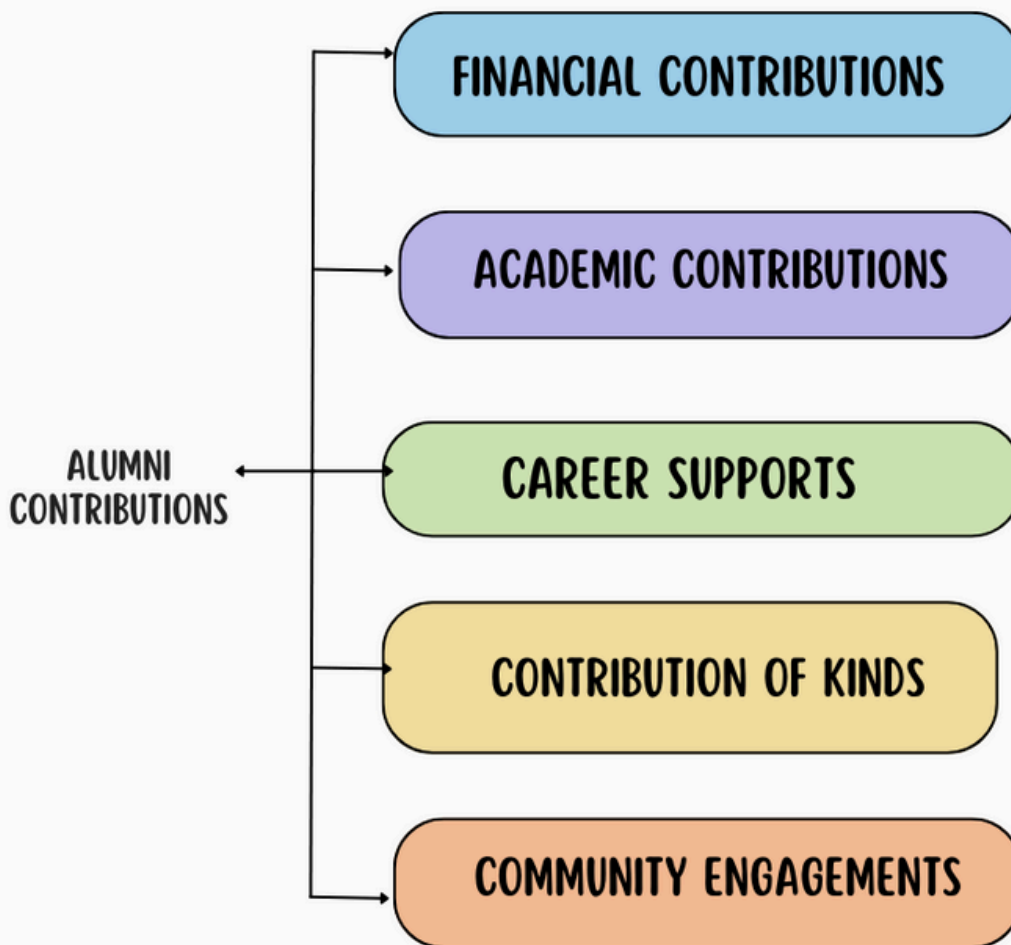 FINANCIAL CONTRIBUTIONS
ACADEMIC CONTRIBUTIONS
ALUMNI
CONTRIBUTIONS
CAREER SUPPORTS
CONTRIBUTION OF KINDS
COMMUNITY ENGAGEMENTS